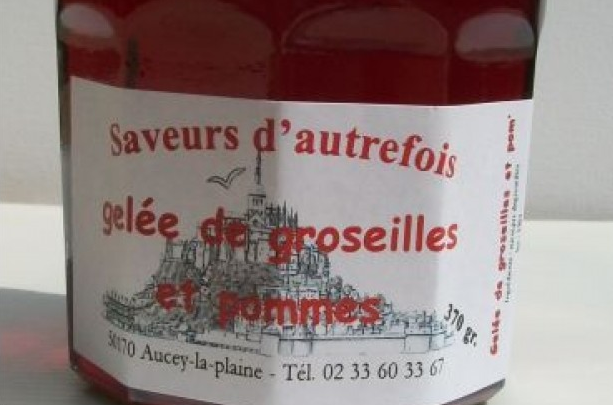 Saveurs d'autrefois
gelée de groseilles
et pommes
370 gr.
50170 Aucey-la-plaine - Tél. 02 33 60 33 67
Gelée de groseilles et pom'